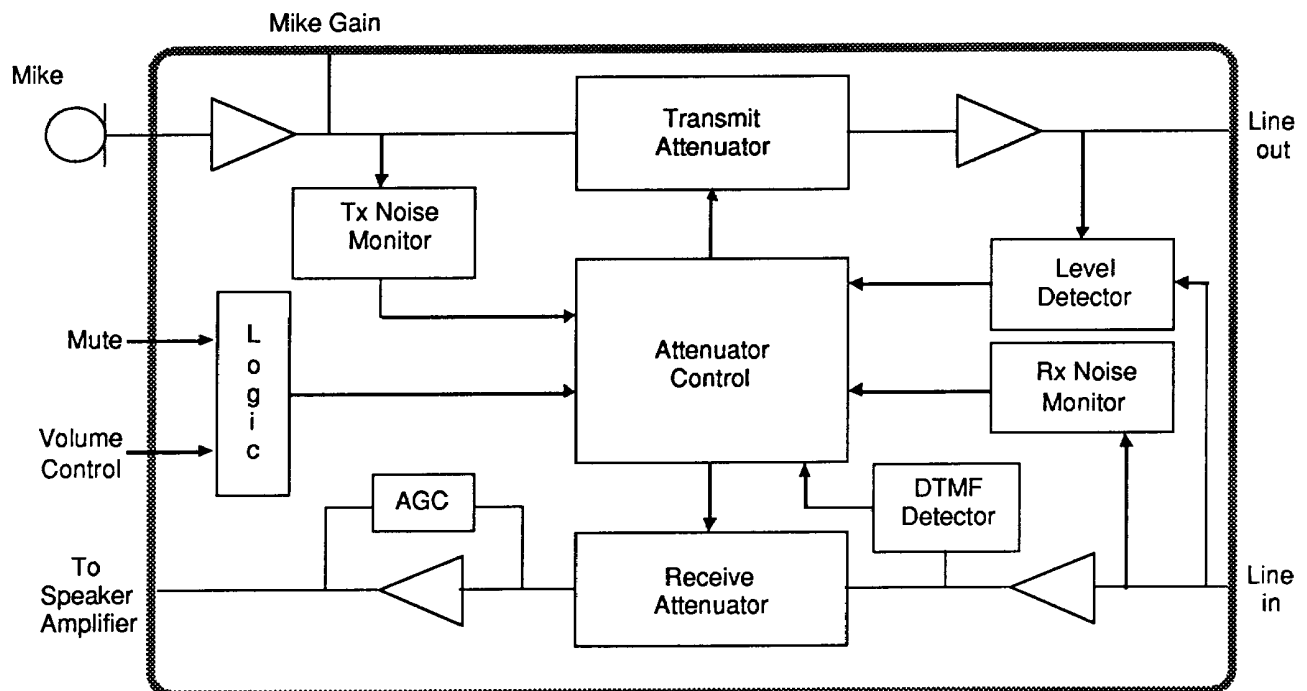 Mike Gain
Mike
Transmit
Attenuator
Line
out
Tx Noise
Monitor
Level
Detector
Mute
Logic
Attenuator
Control
Rx Noise
Monitor
Volume
Control
AGC
DTMF
Detector
To
Speaker
Amplifier
Receive
Attenuator
Line
in